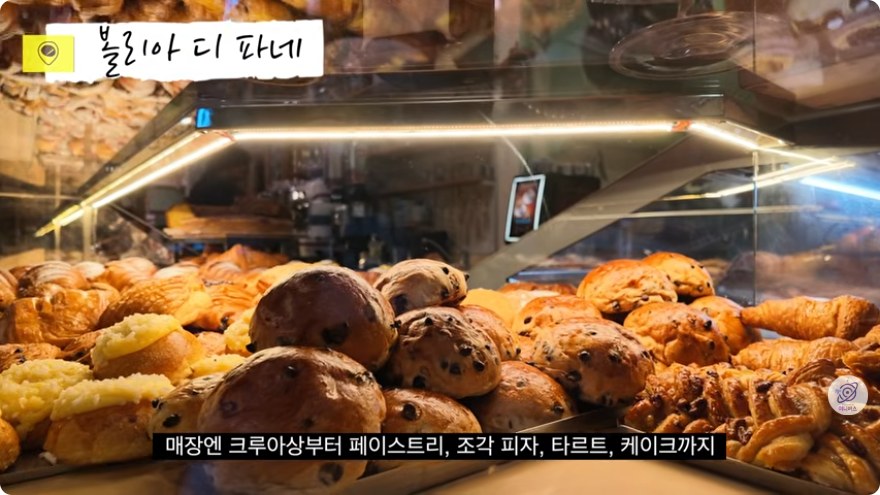 볼리아 디 파네
매장엔 크루아상부터 페이스트리, 조각 피자, 타르트, 케이크까지